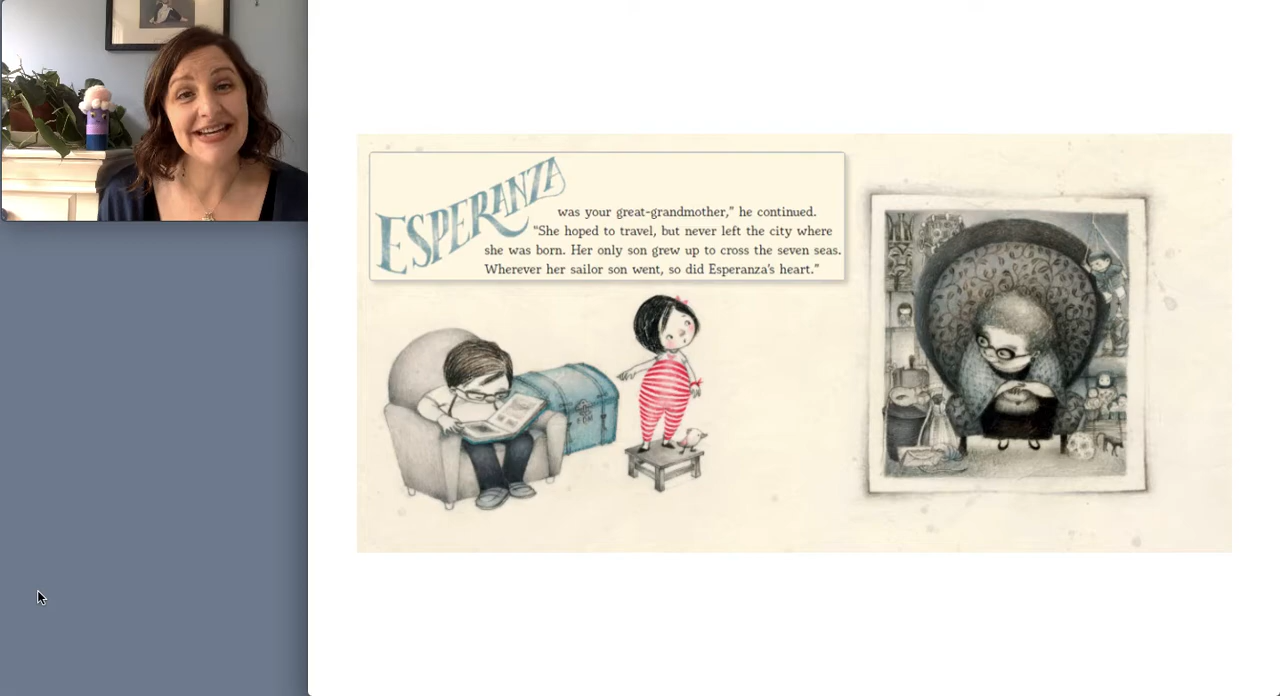 ESPERANZA
was your great-grandmother,” he continued.
“She hoped to travel, but never left the city where
she was born. Her only son grew up to cross the seven seas.
Wherever her sailor son went, so did Esperanza’s heart.”